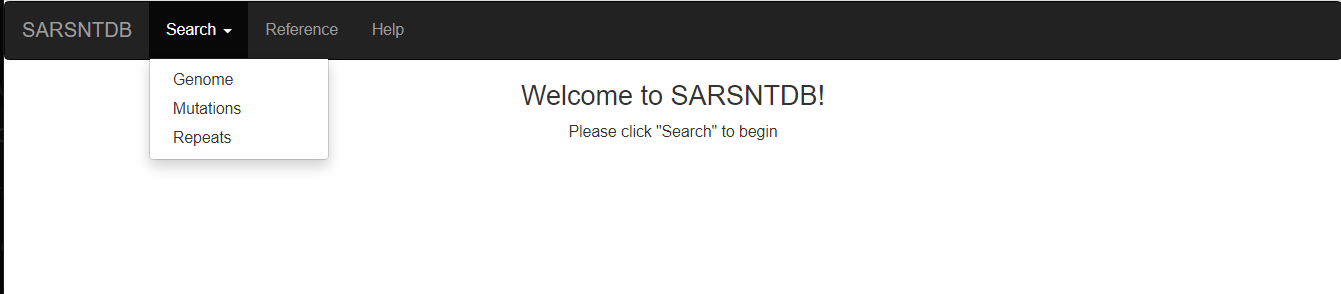 SARSNTDB Search Reference Help
Genome
Mutations
Repeats
Welcome to SARSNTDB!
Please click "Search" to begin